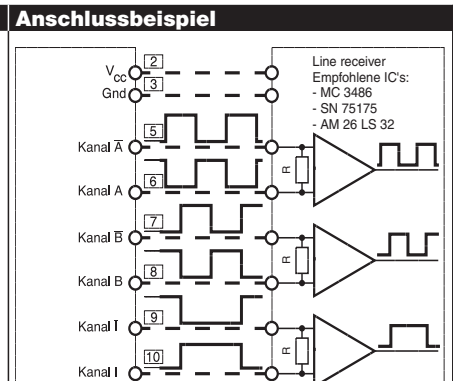 Anschlussbeispiel
Vcc 2
Gnd 3
Line receiver
Empfohlene IC's:
- MC 3486
- SN 75175
- AM 26 LS 32
5
Kanal A̅
6
Kanal A
R
7
Kanal B̅
8
Kanal B
R
9
Kanal I̅
10
Kanal I
R